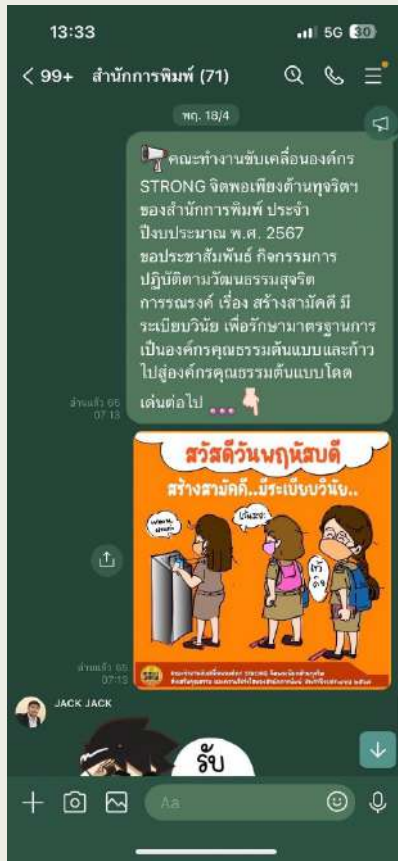 13:33
5G 30
99+ สำนักการพิมพ์ (71)
พฤ. 18/4
คณะทำงานขับเคลื่อนองค์กร
STRONG จิตพอเพียงต้านทุจริตฯ
ของสำนักการพิมพ์ ประจำ
ปีงบประมาณ พ.ศ. 2567
ขอประชาสัมพันธ์ กิจกรรมการ
ปฏิบัติตามวัฒนธรรมสุจริต
การรณรงค์ เรื่อง สร้างสามัคคี มี
ระเบียบวินัย เพื่อรักษามาตรฐานการ
เป็นองค์กรคุณธรรมต้นแบบและก้าว
ไปสู่องค์กรคุณธรรมต้นแบบโดด
เด่นต่อไป
อ่านแล้ว 65
07:13
สวัสดีวันพฤหัสบดี
สร้างสามัคคี..มีระเบียบวินัย..
อ่านแล้ว 65
07:13
JACK JACK
รับ
Aa